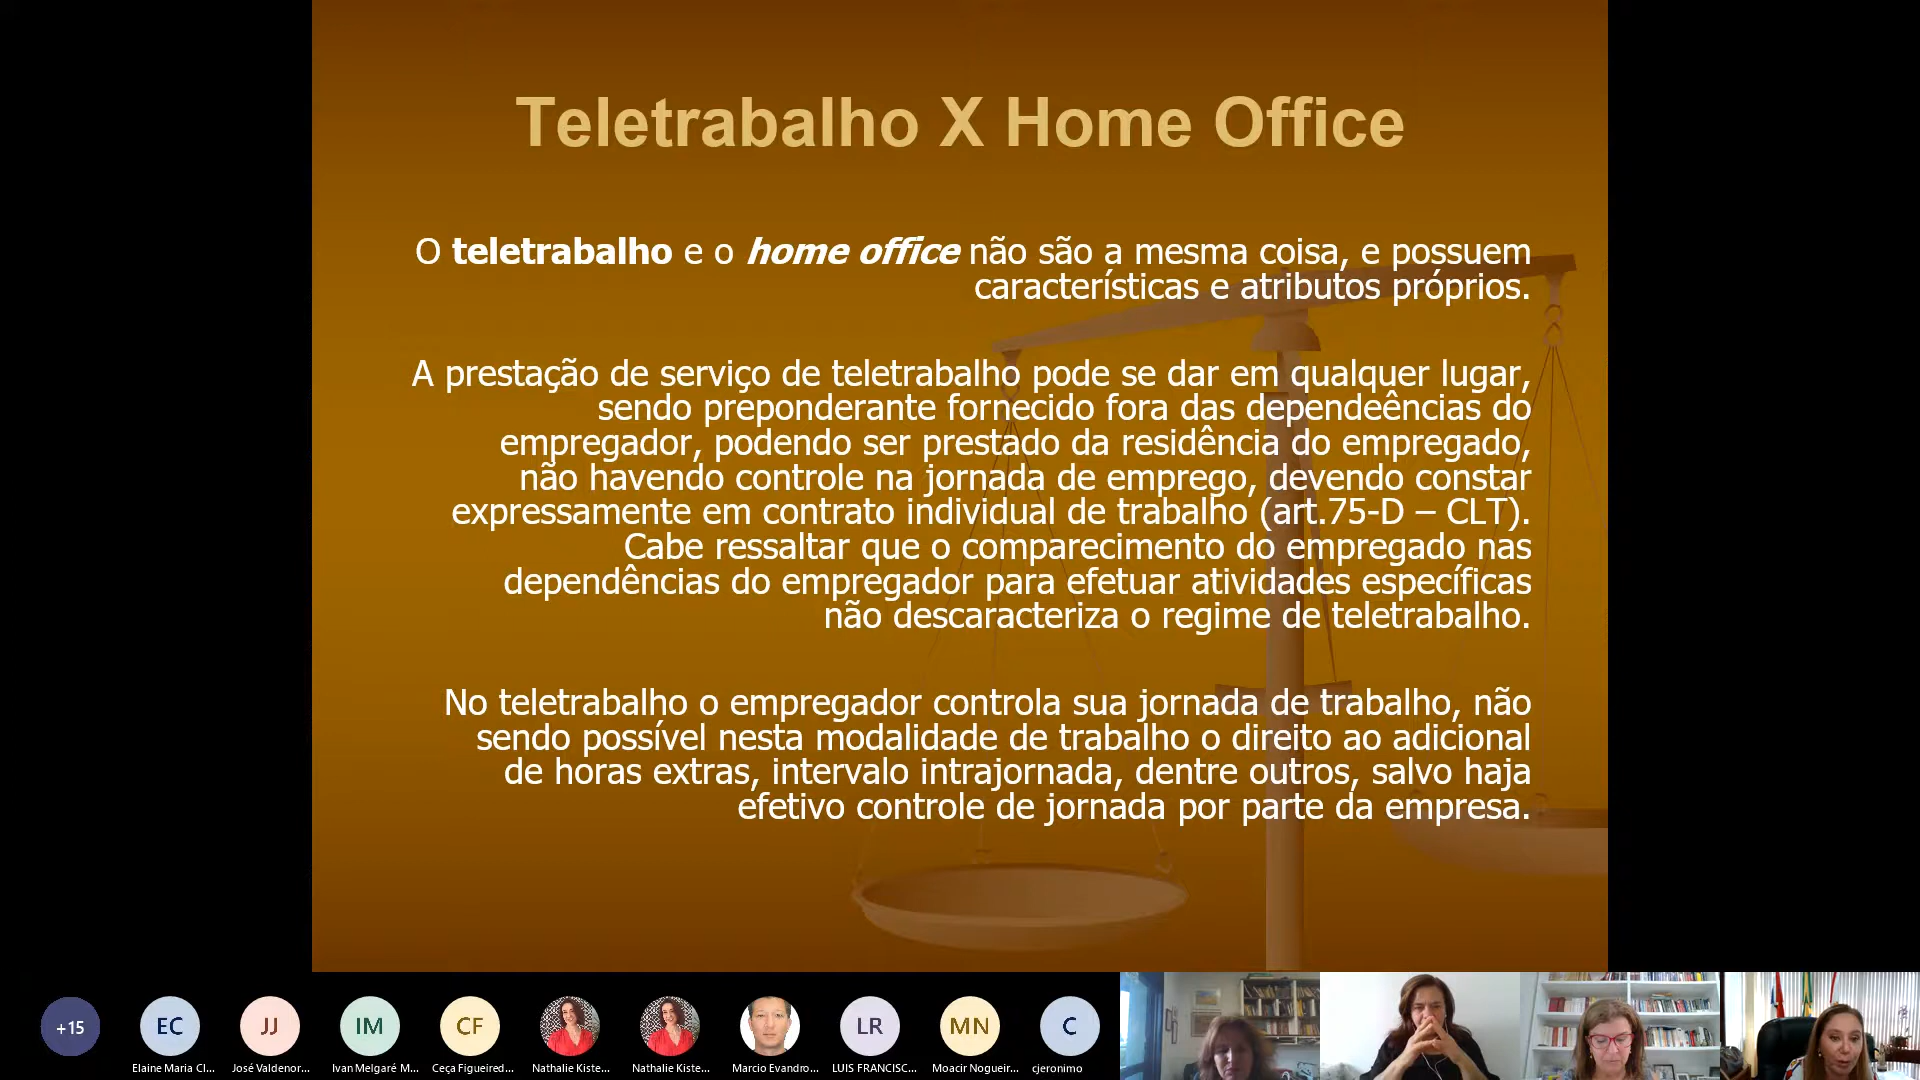 Teletrabalho X Home Office
O teletrabalho e o home office não são a mesma coisa, e possuem
características e atributos próprios.
A prestação de serviço de teletrabalho pode se dar em qualquer lugar,
sendo preponderante fornecido fora das dependeências do
empregador, podendo ser prestado da residência do empregado,
não havendo controle na jornada de emprego, devendo constar
expressamente em contrato individual de trabalho (art.75-D – CLT).
Cabe ressaltar que o comparecimento do empregado nas
dependências do empregador para efetuar atividades específicas
não descaracteriza o regime de teletrabalho.
No teletrabalho o empregador controla sua jornada de trabalho, não
sendo possível nesta modalidade de trabalho o direito ao adicional
de horas extras, intervalo intrajornada, dentre outros, salvo haja
efetivo controle de jornada por parte da empresa.
+15
EC
JJ
IM
CF
LR
MN
C
Elaine Maria Cl...
José Valdenor...
Ivan Melgaré M...
Ceça Figueired...
Nathalie Kiste...
Nathalie Kiste...
Marcio Evandro...
LUIS FRANCISC...
Moacir Nogueir...
cjeronimo